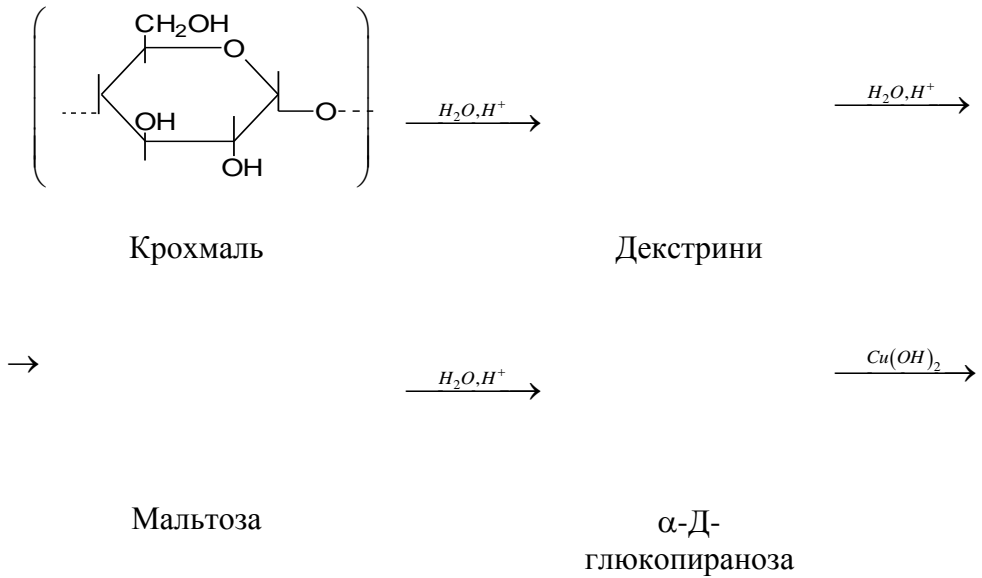 CH₂OH
O
OH
OH
O
H₂O,H⁺
H₂O,H⁺
Крохмаль
Декстрини
→
H₂O,H⁺
Cu(OH)₂
Мальтоза
α-Д-
глюкопираноза